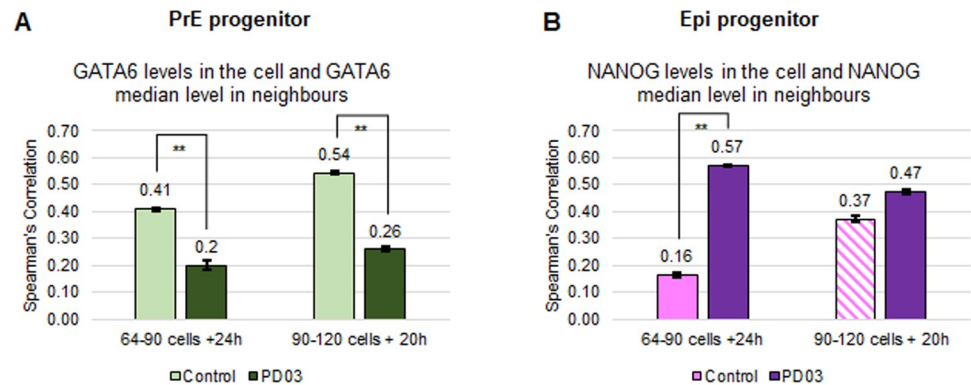 A
PrE progenitor
GATA6 levels in the cell and GATA6
median level in neighbours
Spearman's Correlation
0.70
0.60
0.50
0.40
0.30
0.20
0.10
0.00
**
0.41
0.2
**
0.54
0.26
64-90 cells +24h
90-120 cells + 20h
Control
PD03
B
Epi progenitor
NANOG levels in the cell and NANOG
median level in neighbours
Spearman's Correlation
0.70
0.60
0.50
0.40
0.30
0.20
0.10
0.00
**
0.16
0.57
0.37
0.47
64-90 cells +24h
90-120 cells + 20h
Control
PD03